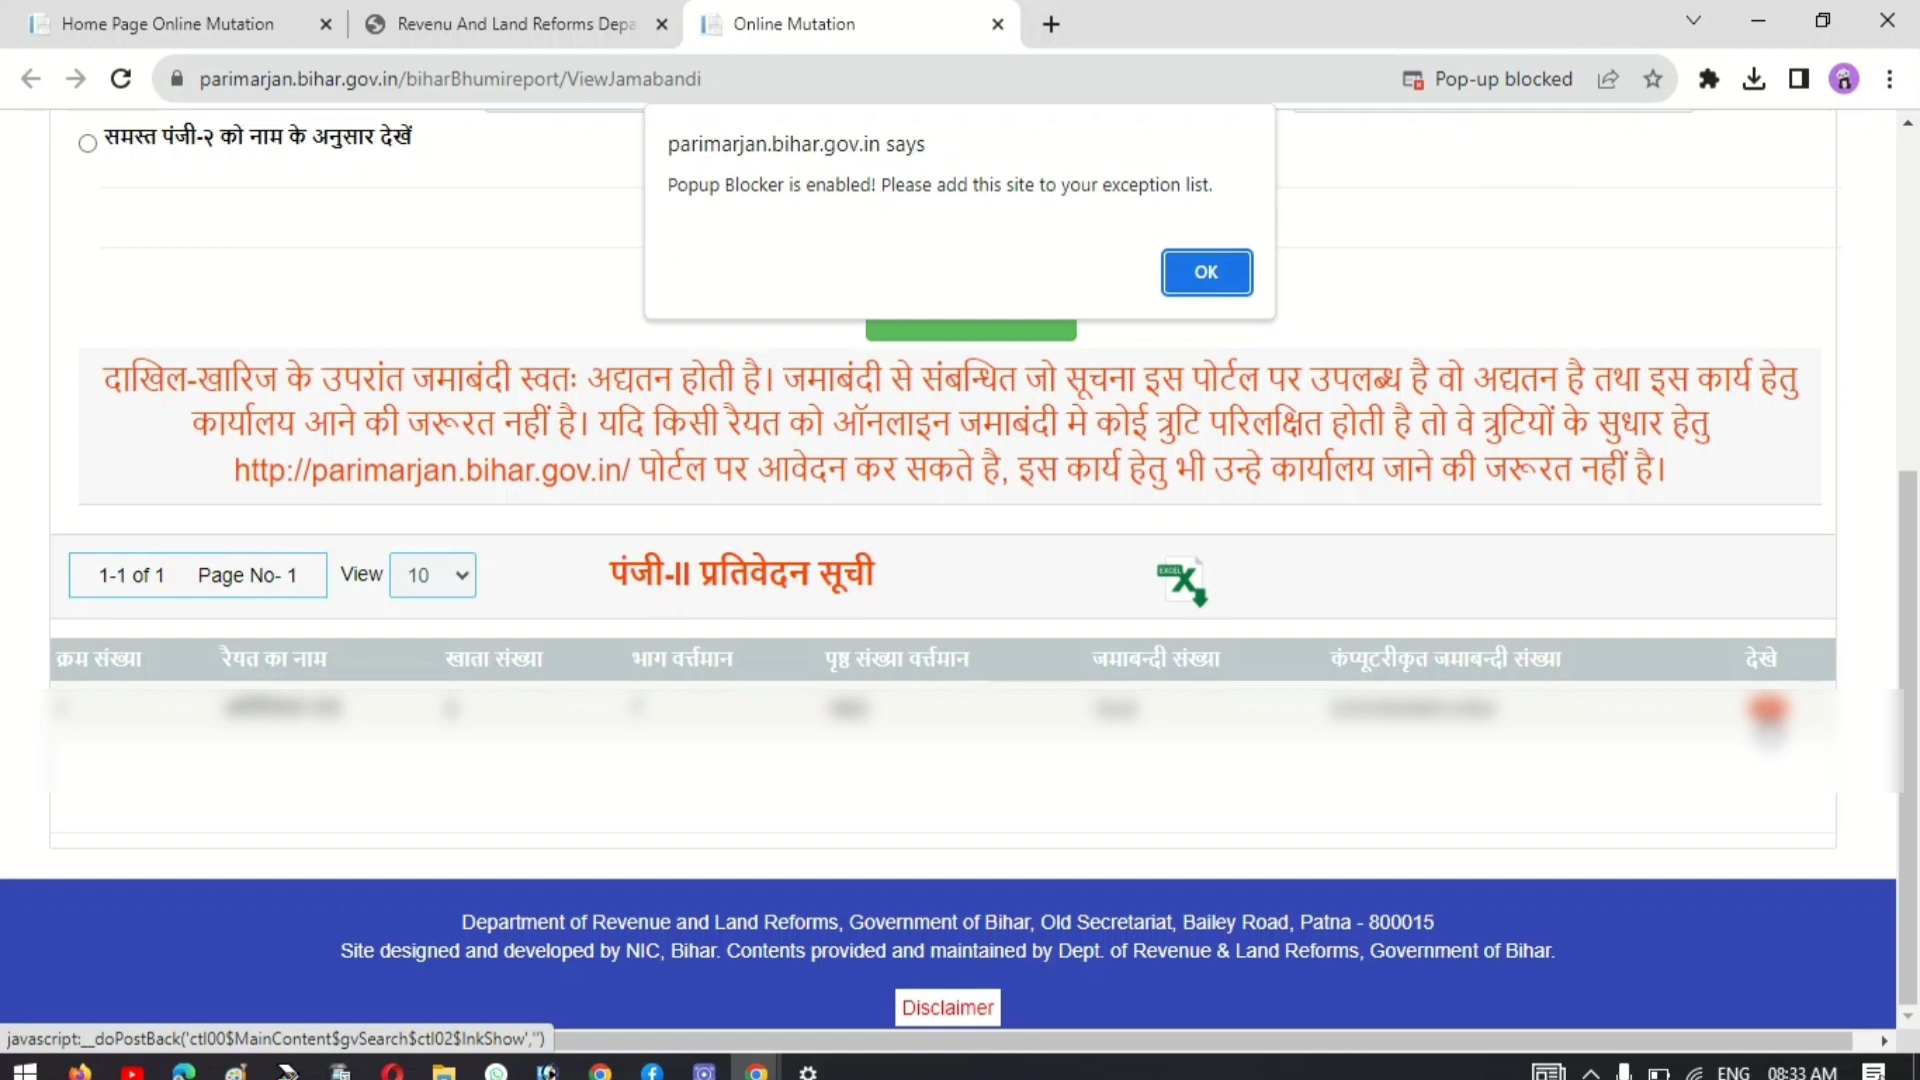 Home Page Online Mutation
Revenu And Land Reforms Depa
Online Mutation
parimarjan.bihar.gov.in/biharBhumireport/ViewJamabandi
Pop-up blocked
समस्त पंजी-२ को नाम के अनुसार देखें
parimarjan.bihar.gov.in says
Popup Blocker is enabled! Please add this site to your exception list.
OK
दाखिल-खारिज के उपरांत जमाबंदी स्वतः अद्यतन होती है। जमाबंदी से संबन्धित जो सूचना इस पोर्टल पर उपलब्ध है वो अद्यतन है तथा इस कार्य हेतु
कार्यालय आने की जरूरत नहीं है। यदि किसी रैयत को ऑनलाइन जमाबंदी मे कोई त्रुटि परिलक्षित होती है तो वे त्रुटियों के सुधार हेतु
http://parimarjan.bihar.gov.in/ पोर्टल पर आवेदन कर सकते है, इस कार्य हेतु भी उन्हे कार्यालय जाने की जरूरत नहीं है।
1-1 of 1 Page No- 1 View 10 पंजी-II प्रतिवेदन सूची EXCEL
क्रम संख्या रैयत का नाम खाता संख्या भाग वर्त्तमान पृष्ठ संख्या वर्त्तमान जमाबन्दी संख्या कंप्यूटरीकृत जमाबन्दी संख्या देखे
Department of Revenue and Land Reforms, Government of Bihar, Old Secretariat, Bailey Road, Patna - 800015
Site designed and developed by NIC, Bihar. Contents provided and maintained by Dept. of Revenue & Land Reforms, Government of Bihar.
Disclaimer
javascript:__doPostBack('ctl00$MainContent$gvSearch$ctl02$lnkShow','')
ENG 08:33 AM